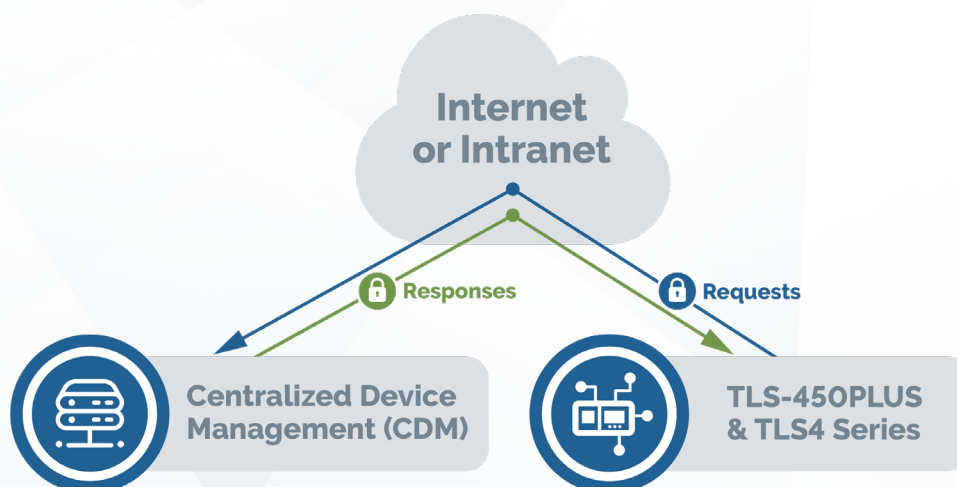 Internet
or Intranet
Responses
Requests
Centralized Device
Management (CDM)
TLS-450PLUS
& TLS4 Series